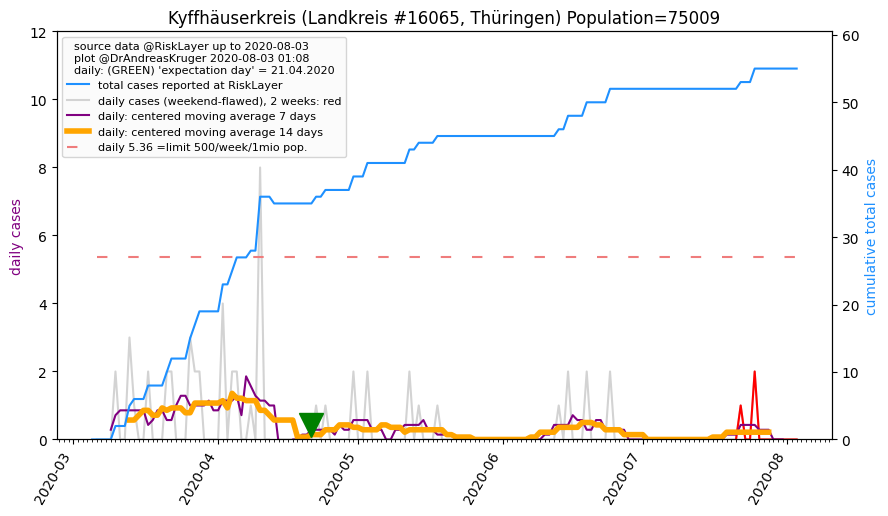 Kyffhäuserkreis (Landkreis #16065, Thüringen) Population=75009
source data @RiskLayer up to 2020-08-03
plot @DrAndreasKruger 2020-08-03 01:08
daily: (GREEN) 'expectation day' = 21.04.2020
total cases reported at RiskLayer
daily cases (weekend-flawed), 2 weeks: red
daily: centered moving average 7 days
daily: centered moving average 14 days
daily 5.36 =limit 500/week/1mio pop.
daily cases
12
10
8
6
4
2
0
60
50
40
30
20
10
0
cumulative total cases
2020-03
2020-04
2020-05
2020-06
2020-07
2020-08